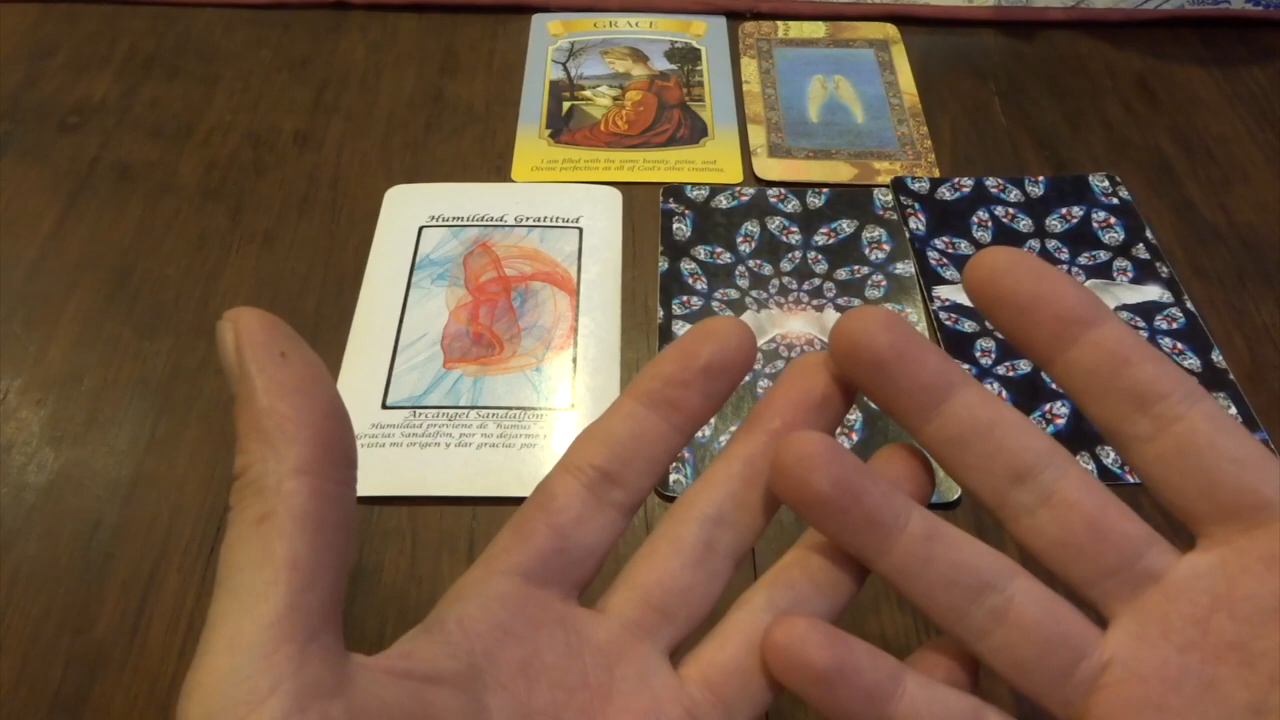 GRACE
I am filled with the same beauty, poise, and
Divine perfection as all of God's other creations.
Humildad, Gratitud
Arcángel Sandalfón
Humildad proviene de "humus"
Gracias Sandalfón, por no dejarme
vista mi origen y dar gracias por